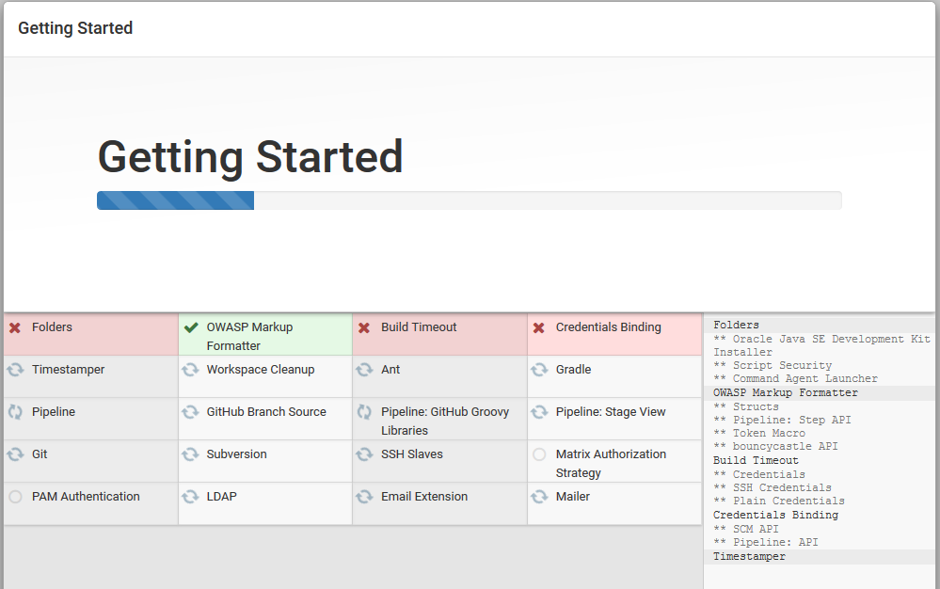 Getting Started
Getting Started
Folders
OWASP Markup
Formatter
Build Timeout
Credentials Binding
Timestamper
Workspace Cleanup
Ant
Gradle
Pipeline
GitHub Branch Source
Pipeline: GitHub Groovy
Libraries
Pipeline: Stage View
Git
Subversion
SSH Slaves
Matrix Authorization
Strategy
PAM Authentication
LDAP
Email Extension
Mailer
Folders
** Oracle Java SE Development Kit
Installer
** Script Security
** Command Agent Launcher
OWASP Markup Formatter
** Structs
** Pipeline: Step API
** Token Macro
** bouncycastle API
Build Timeout
** Credentials
** SSH Credentials
** Plain Credentials
Credentials Binding
** SCM API
** Pipeline: API
Timestamper